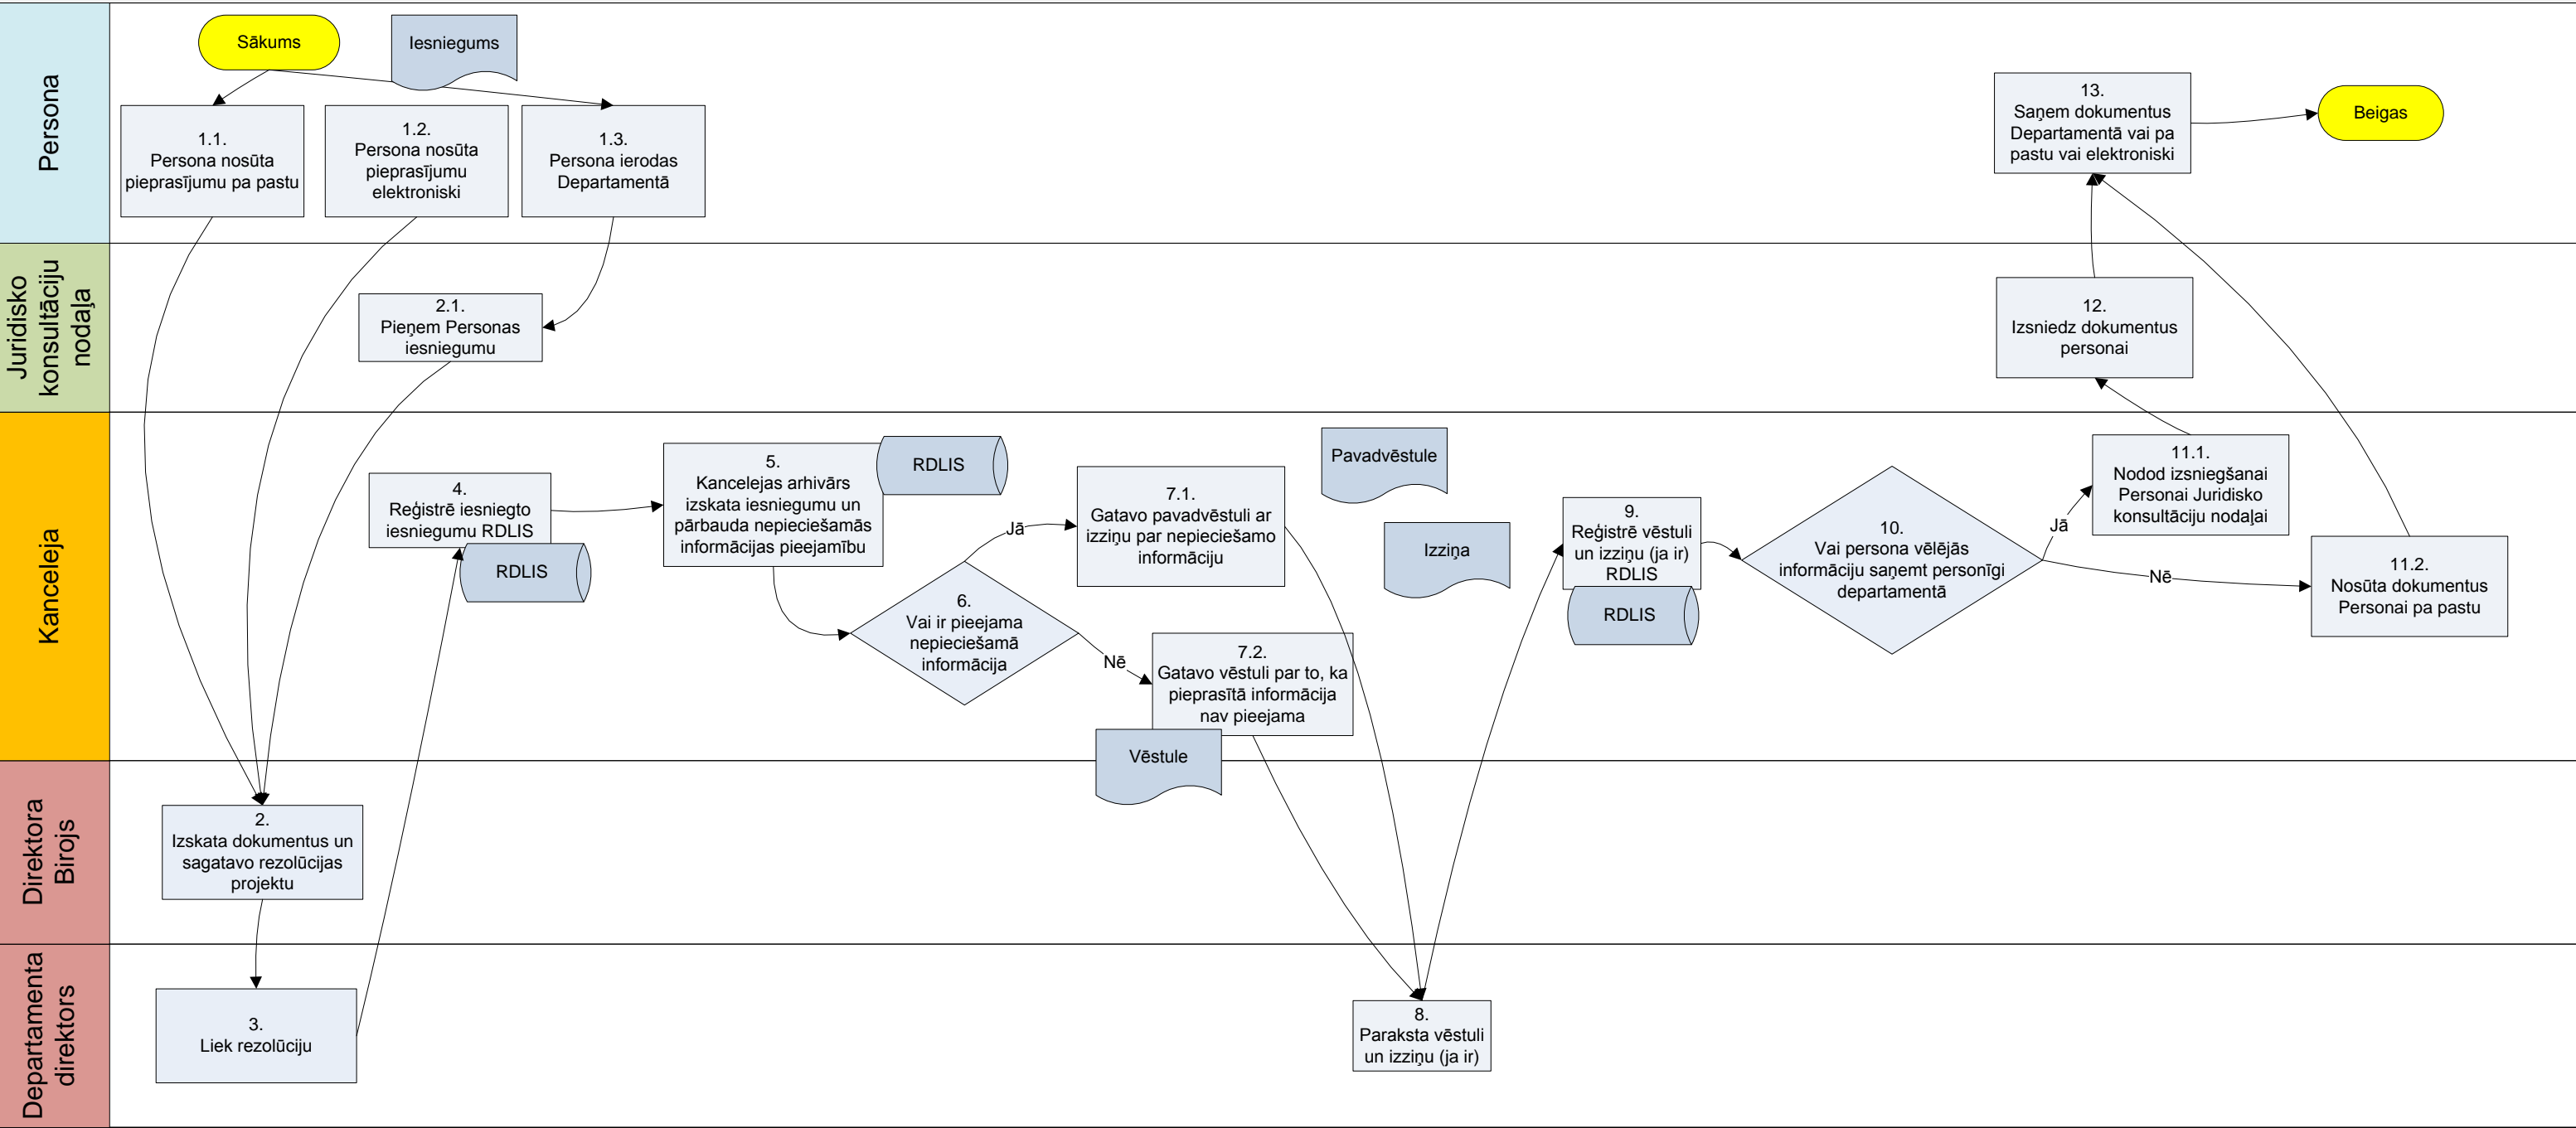 Persona
Sākums
Iesniegums
1.1.
Persona nosūta
pieprasījumu pa pastu
1.2.
Persona nosūta
pieprasījumu
elektroniski
1.3.
Persona ierodas
Departamentā
13.
Saņem dokumentus
Departamentā vai pa
pastu vai elektroniski
Beigas
Juridisko
konsultāciju
nodaļa
2.1.
Pieņem Personas
iesniegumu
12.
Izsniedz dokumentus
personai
Kanceleja
4.
Reģistrē iesniegto
iesniegumu RDLIS
RDLIS
5.
Kancelejas arhivārs
izskata iesniegumu un
pārbauda nepieciešamās
informācijas pieejamību
RDLIS
6.
Vai ir pieejama
nepieciešamā
informācija
Jā
Nē
7.1.
Gatavo pavadvēstuli ar
izziņu par nepieciešamo
informāciju
7.2.
Gatavo vēstuli par to, ka
pieprasītā informācija
nav pieejama
Vēstule
Pavadvēstule
Izziņa
9.
Reģistrē vēstuli
un izziņu (ja ir)
RDLIS
RDLIS
10.
Vai persona vēlējās
informāciju saņemt personīgi
departamentā
Jā
Nē
11.1.
Nodod izsniegšanai
Personai Juridisko
konsultāciju nodaļai
11.2.
Nosūta dokumentus
Personai pa pastu
Direktora
Birojs
2.
Izskata dokumentus un
sagatavo rezolūcijas
projektu
Departamenta
direktors
3.
Liek rezolūciju
8.
Paraksta vēstuli
un izziņu (ja ir)